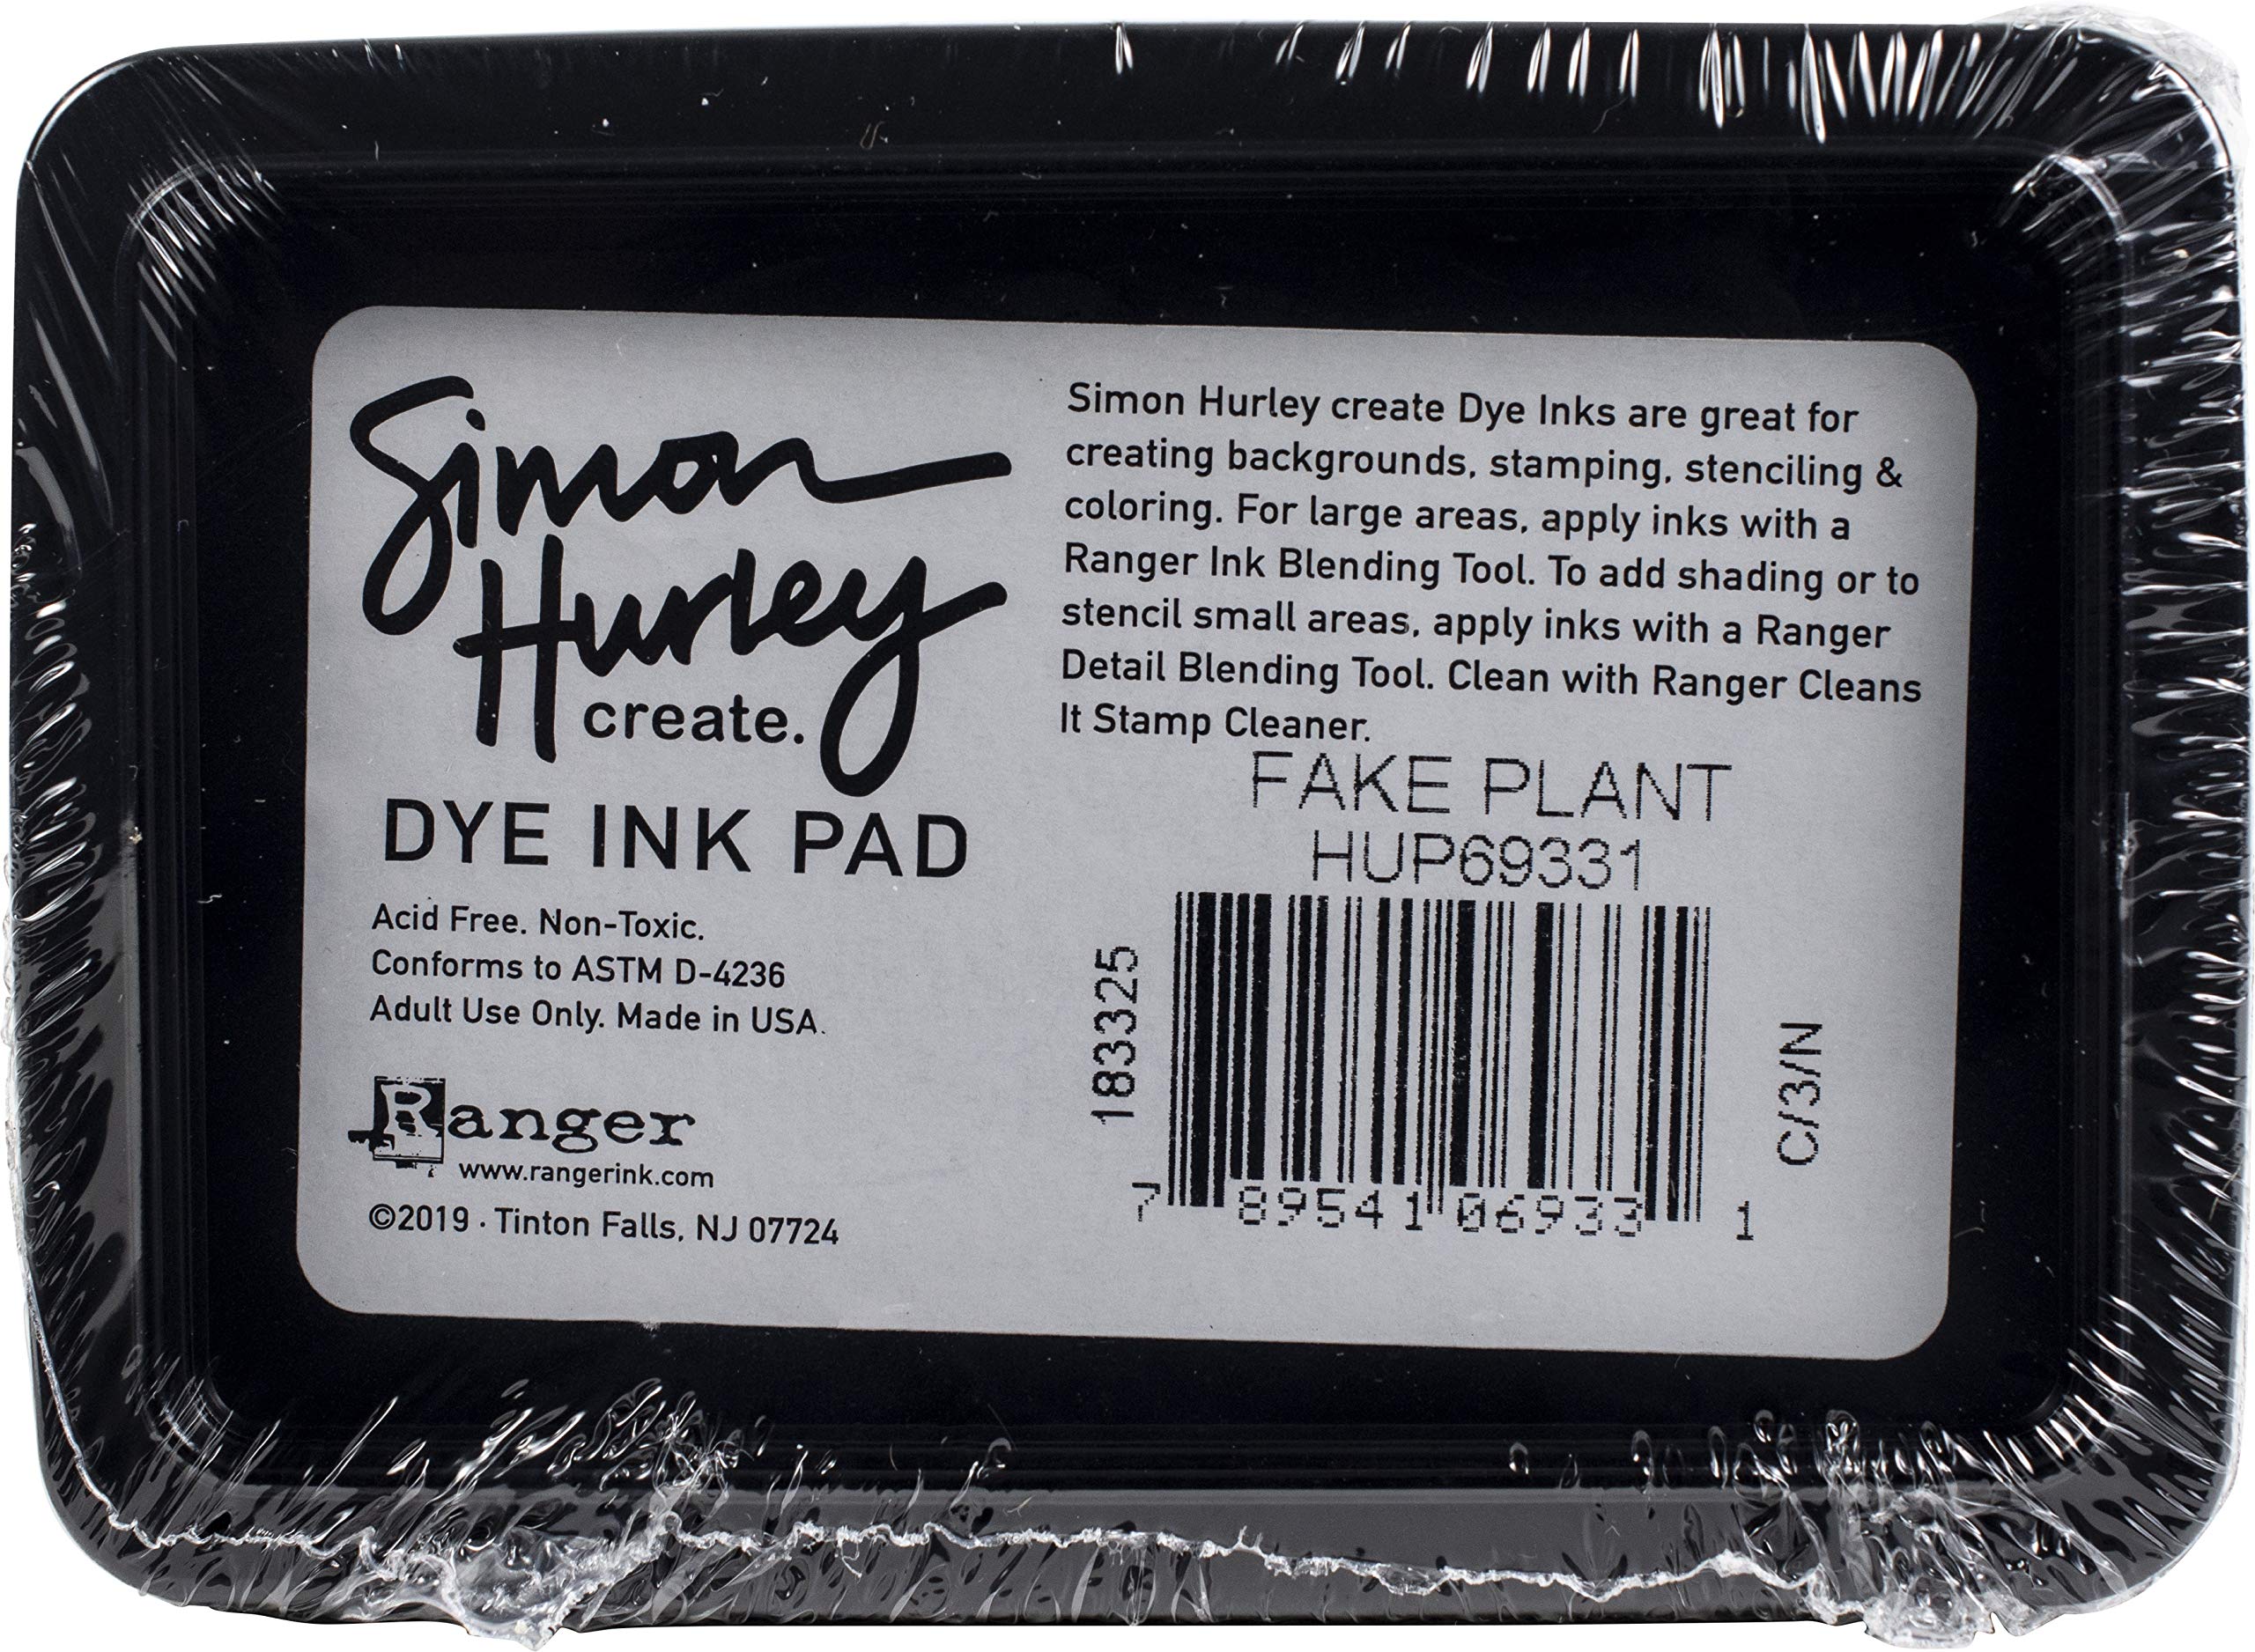 Simon
Hurley
create.
DYE INK PAD
Acid Free. Non-Toxic.
Conforms to ASTM D-4236
Adult Use Only. Made in USA.
Ranger
www.rangerink.com
©2019 · Tinton Falls, NJ 07724
Simon Hurley create Dye Inks are great for
creating backgrounds, stamping, stenciling &
coloring. For large areas, apply inks with a
Ranger Ink Blending Tool. To add shading or to
stencil small areas, apply inks with a Ranger
Detail Blending Tool. Clean with Ranger Cleans
It Stamp Cleaner.
FAKE PLANT
HUP69331
183325
7 89541 06933 1
C/3/N